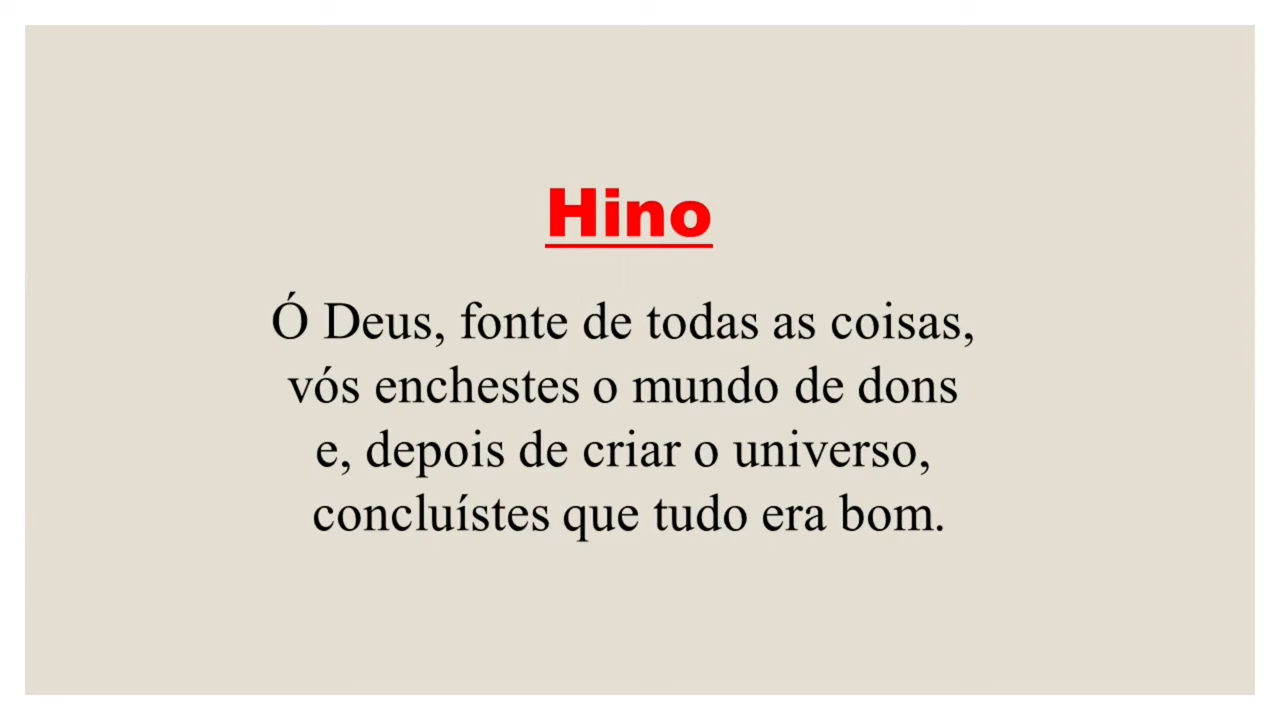 Hino
Ó Deus, fonte de todas as coisas,
vós enchestes o mundo de dons
e, depois de criar o universo,
concluístes que tudo era bom.